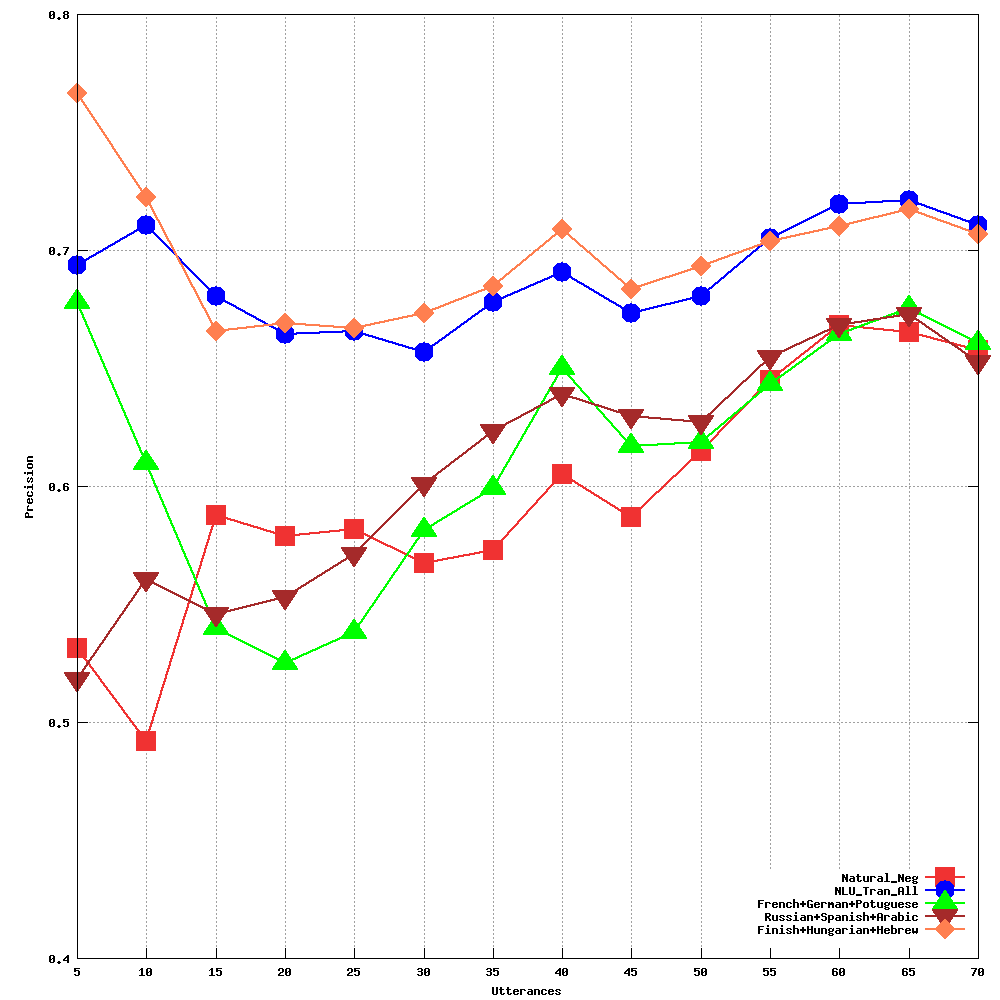 0.8
0.7
0.6
0.5
0.4
Precision
5 10 15 20 25 30 35 40 45 50 55 60 65 70
Utterances
Natural_Neg
NLU_Tran_All
French+German+Potuguese
Russian+Spanish+Arabic
Finish+Hungarian+Hebrew